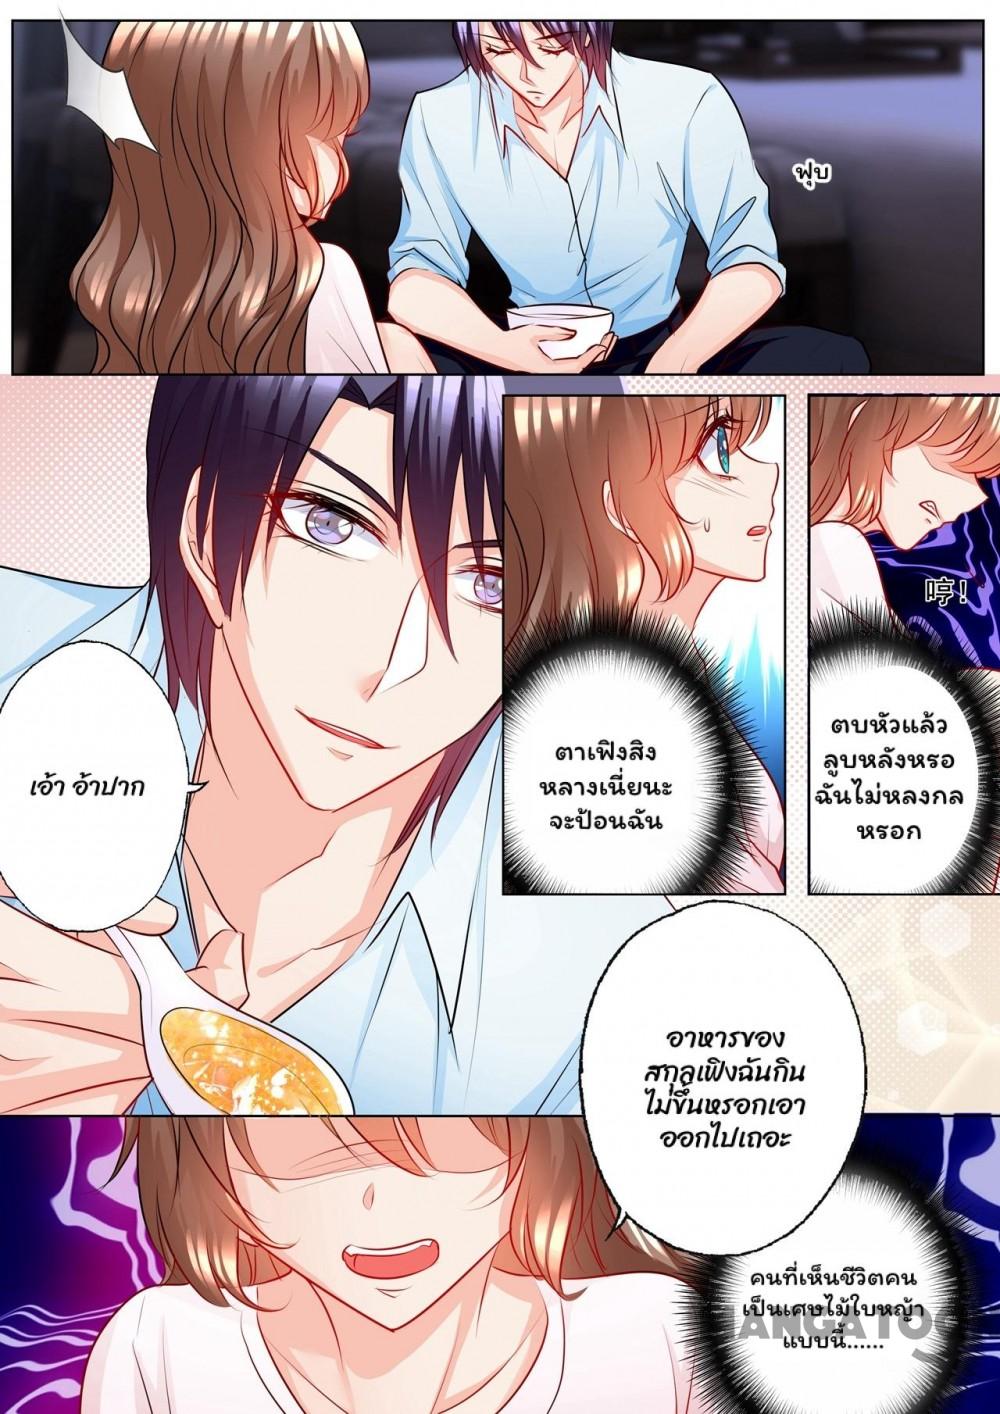 ฟุบ
เอ้า อ้าปาก
ตาเฟิงสิง
หลางเนี่ยนะ
จะป้อนฉัน
哼！
ตบหัวแล้ว
ลูบหลังหรอ
ฉันไม่หลงกล
หรอก
อาหารของ
สกุลเฟิงฉันกิน
ไม่ขึ้นหรอกเอา
ออกไปเถอะ
คนที่เห็นชีวิตคน
เป็นเศษไม้ใบหญ้า
แบบนี้......